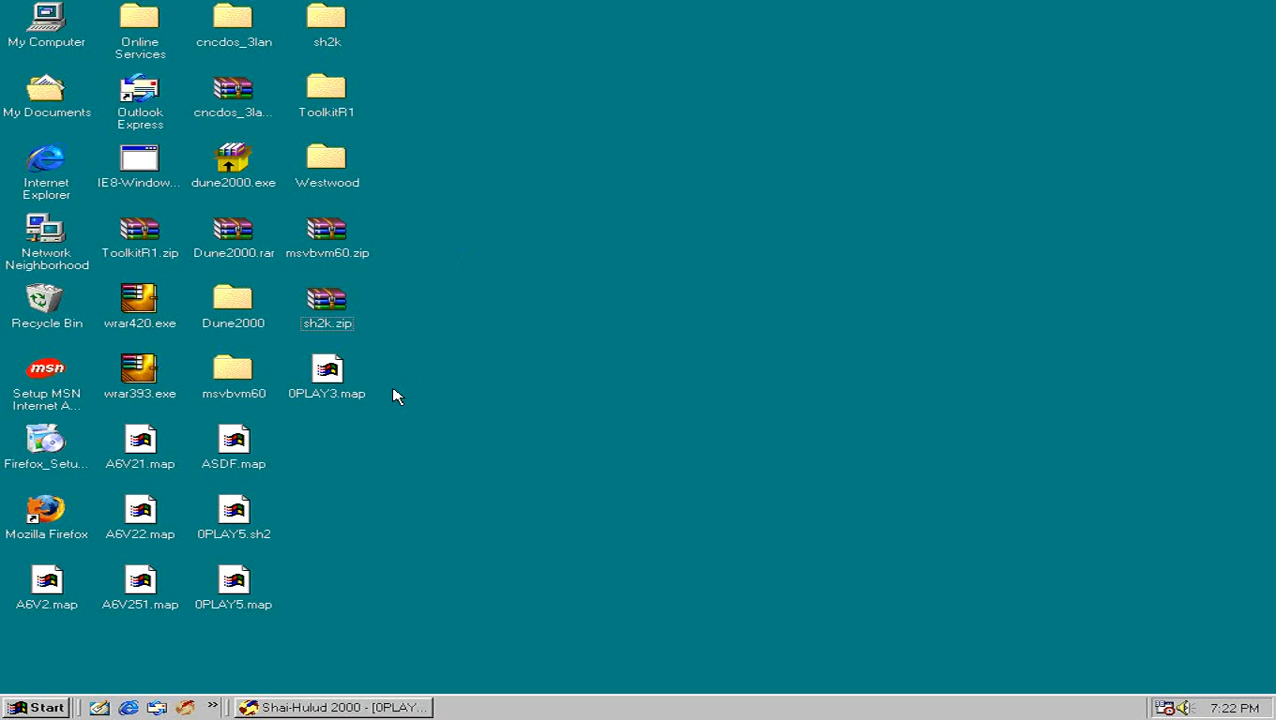 My Computer
Online
Services
cncdos_3lan
sh2k
My Documents
Outlook
Express
cncdos_3la...
ToolkitR1
Internet
Explorer
IE8-Window...
dune2000.exe
Westwood
Network
Neighborhood
ToolkitR1.zip
Dune2000.rar
msvbvm60.zip
Recycle Bin
wrar420.exe
Dune2000
sh2k.zip
msn
Setup MSN
Internet A...
wrar393.exe
msvbvm60
0PLAY3.map
Firefox_Setu...
A6V21.map
ASDF.map
Mozilla Firefox
A6V22.map
0PLAY5.sh2
A6V2.map
A6V251.map
0PLAY5.map
Start
Shai-Hulud 2000 - [0PLAY...
7:22 PM